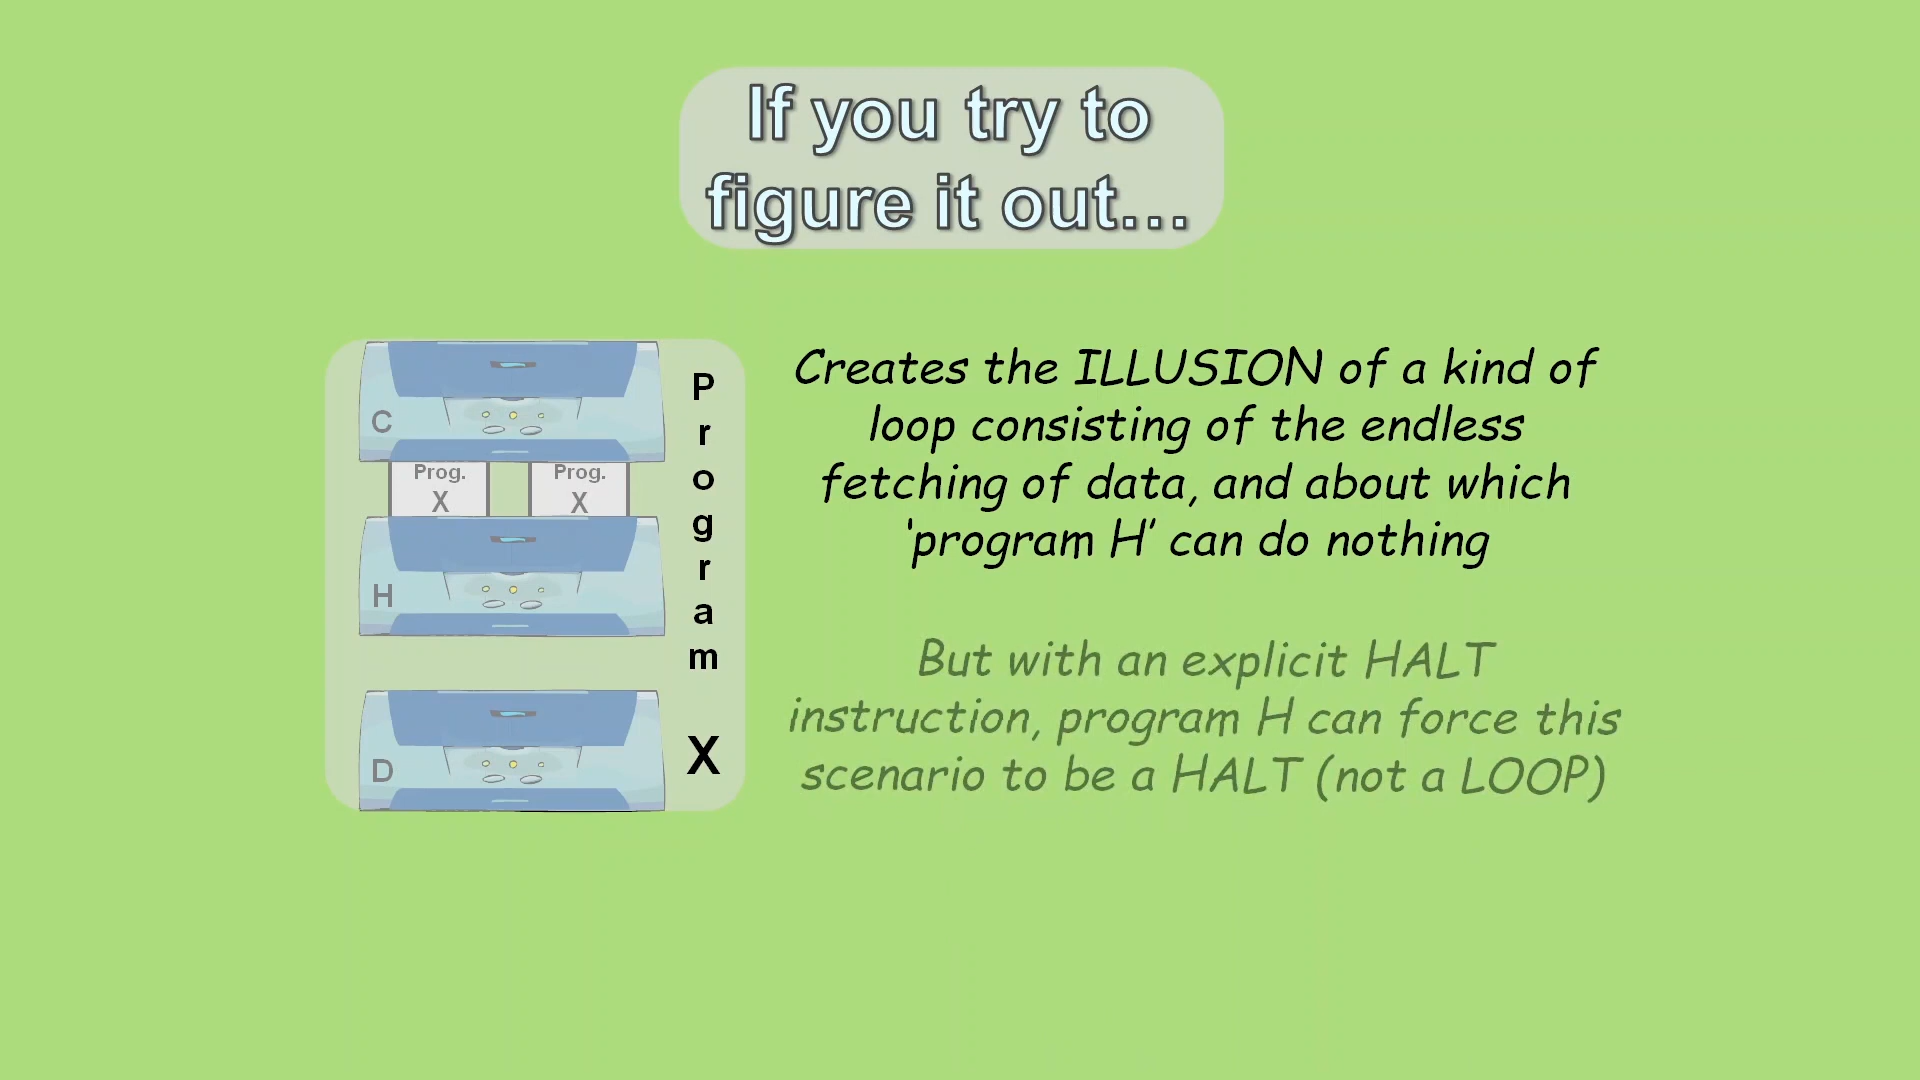 If you try to
figure it out…
C
Prog.
X
Prog.
X
H
D
Program
X
Creates the ILLUSION of a kind of
loop consisting of the endless
fetching of data, and about which
‘program H’ can do nothing
But with an explicit HALT
instruction, program H can force this
scenario to be a HALT (not a LOOP)